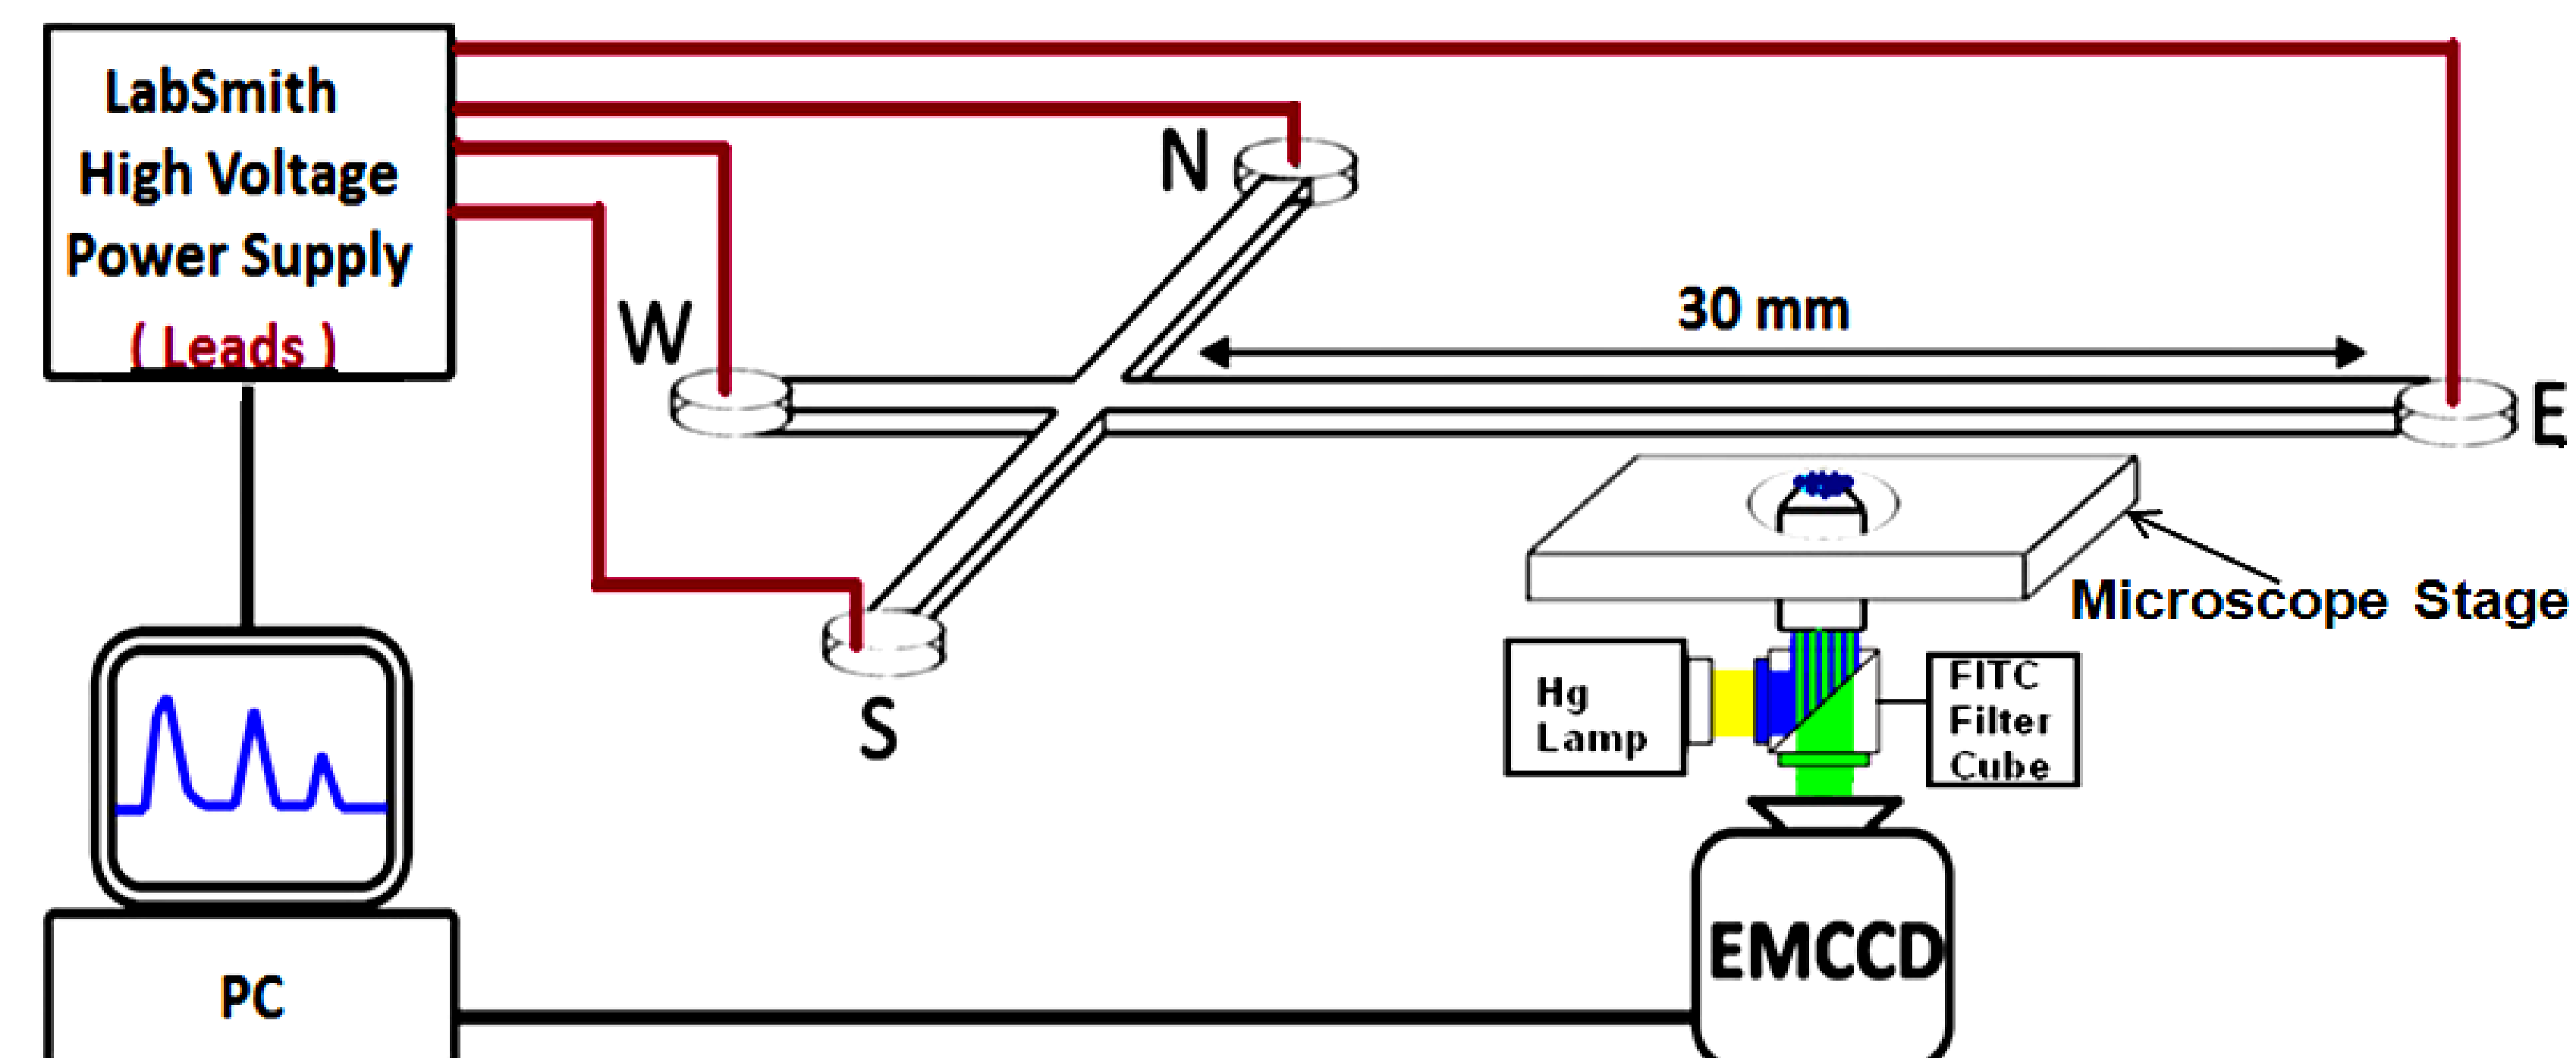 LabSmith
High Voltage
Power Supply
( Leads )
N
W
30 mm
E
S
Microscope Stage
Hg
Lamp
FITC
Filter
Cube
EMCCD
PC